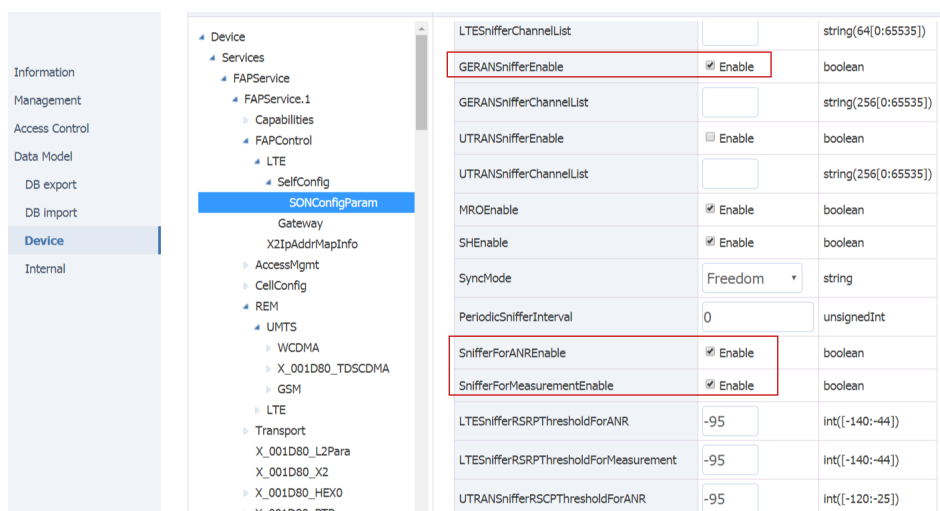 Information
Management
Access Control
Data Model
DB export
DB import
Device
Internal
Device
Services
FAPService
FAPService.1
Capabilities
FAPControl
LTE
SelfConfig
SONConfigParam
Gateway
X2IpAddrMapInfo
AccessMgmt
CellConfig
REM
UMTS
WCDMA
X_001D80_TDSCDMA
GSM
LTE
Transport
X_001D80_L2Para
X_001D80_X2
X_001D80_HEX0
LTESnifferChannelList string(64[0:65535])
GERANSnifferEnable Enable boolean
GERANSnifferChannelList string(256[0:65535])
UTRANSnifferEnable Enable boolean
UTRANSnifferChannelList string(256[0:65535])
MROEnable Enable boolean
SHEnable Enable boolean
SyncMode Freedom string
PeriodicSnifferInterval 0 unsignedInt
SnifferForANREnable Enable boolean
SnifferForMeasurementEnable Enable boolean
LTESnifferRSRPThresholdForANR -95 int([-140:-44])
LTESnifferRSRPThresholdForMeasurement -95 int([-140:-44])
UTRANSnifferRSCPThresholdForANR -95 int([-120:-25])